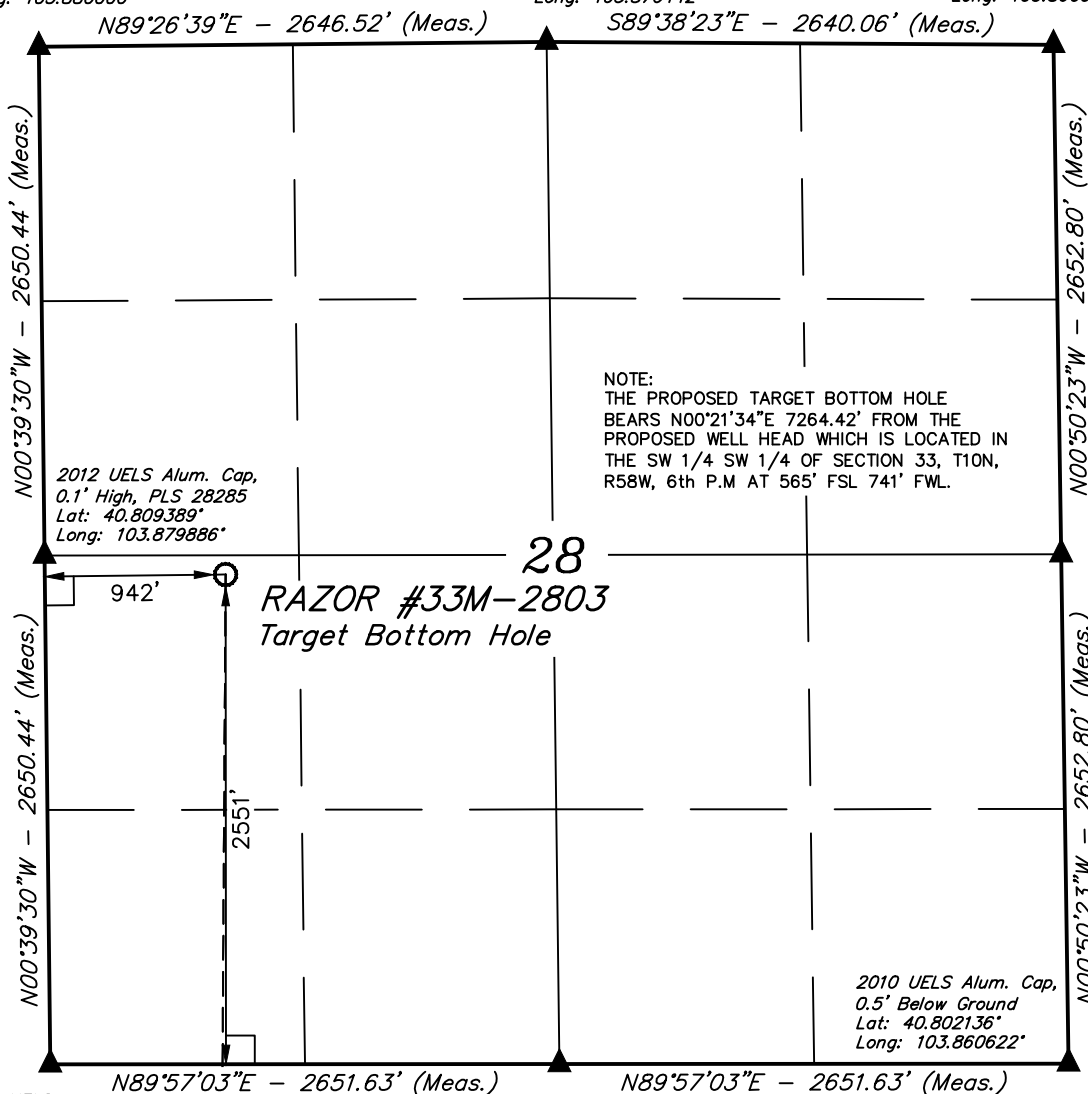 N89°26'39"E - 2646.52' (Meas.)
S89°38'23"E - 2640.06' (Meas.)
N00°39'30"W - 2650.44' (Meas.)
N00°50'23"W - 2652.80' (Meas.)
NOTE:
THE PROPOSED TARGET BOTTOM HOLE
BEARS N00°21'34"E 7264.42' FROM THE
PROPOSED WELL HEAD WHICH IS LOCATED IN
THE SW 1/4 SW 1/4 OF SECTION 33, T10N,
R58W, 6th P.M AT 565' FSL 741' FWL.
2012 UELS Alum. Cap,
0.1' High, PLS 28285
Lat: 40.809389°
Long: 103.879886°
28
942'
RAZOR #33M-2803
Target Bottom Hole
N00°39'30"W - 2650.44' (Meas.)
2551'
N00°50'23"W - 2652.80' (Meas.)
2010 UELS Alum. Cap,
0.5' Below Ground
Lat: 40.802136°
Long: 103.860622°
N89°57'03"E - 2651.63' (Meas.)
N89°57'03"E - 2651.63' (Meas.)